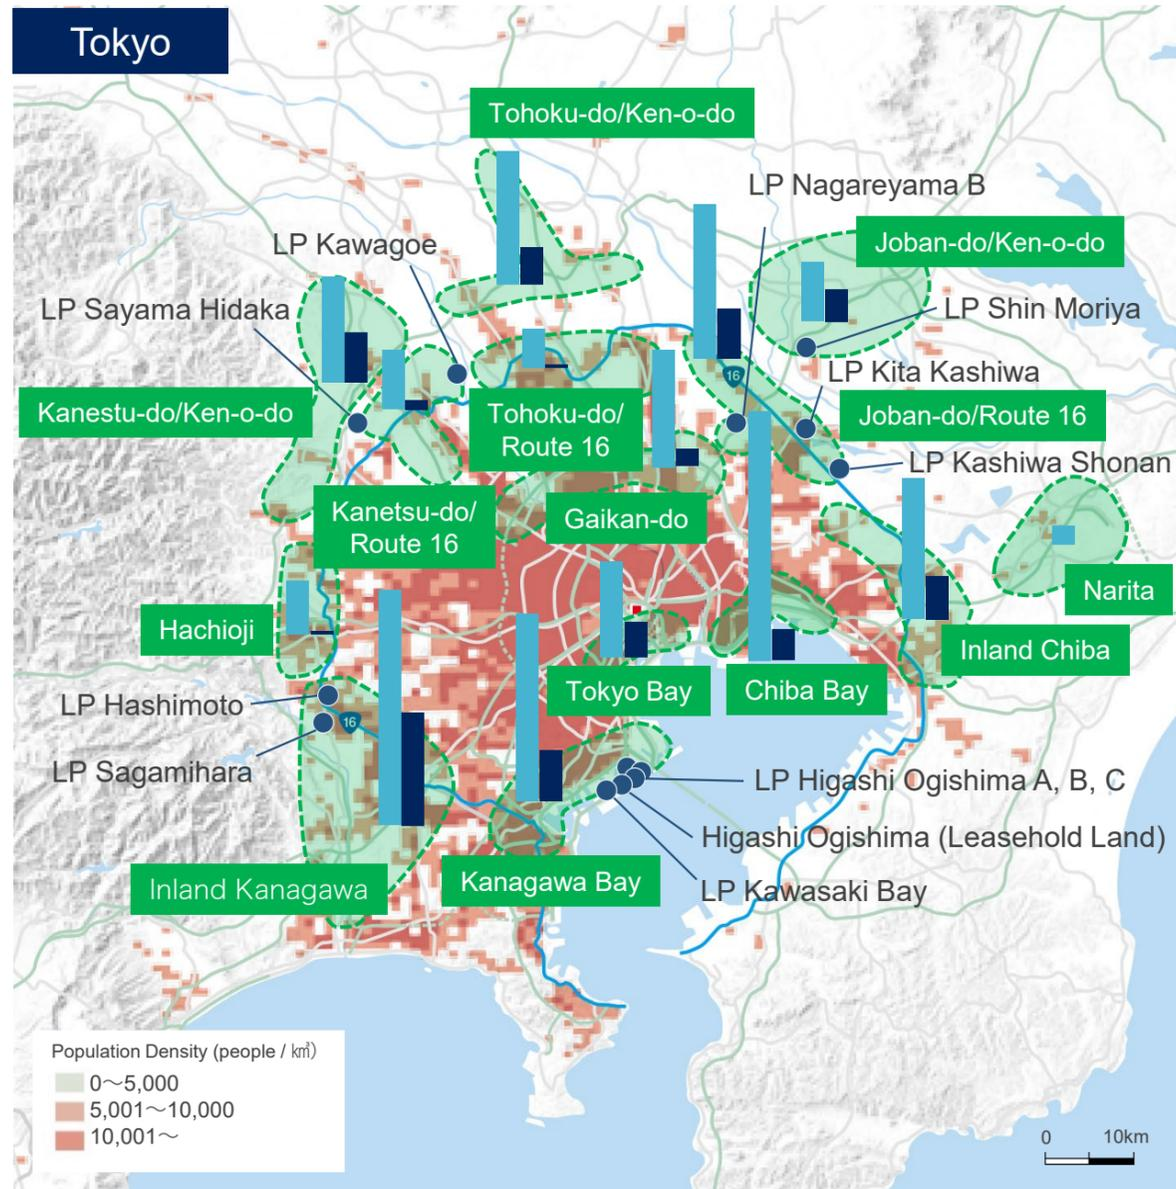 Tokyo
Tohoku-do/Ken-o-do
LP Nagareyama B
Joban-do/Ken-o-do
LP Kawagoe
LP Sayama Hidaka
LP Shin Moriya
16
LP Kita Kashiwa
Kanestu-do/Ken-o-do
Tohoku-do/
Route 16
Joban-do/Route 16
LP Kashiwa Shonan
Kanetsu-do/
Route 16
Gaikan-do
Narita
Hachioji
Inland Chiba
Tokyo Bay
Chiba Bay
LP Hashimoto
16
LP Sagamihara
LP Higashi Ogishima A, B, C
Higashi Ogishima (Leasehold Land)
Inland Kanagawa
Kanagawa Bay
LP Kawasaki Bay
Population Density (people / ㎢)
0～5,000
5,001～10,000
10,001～
0 10km